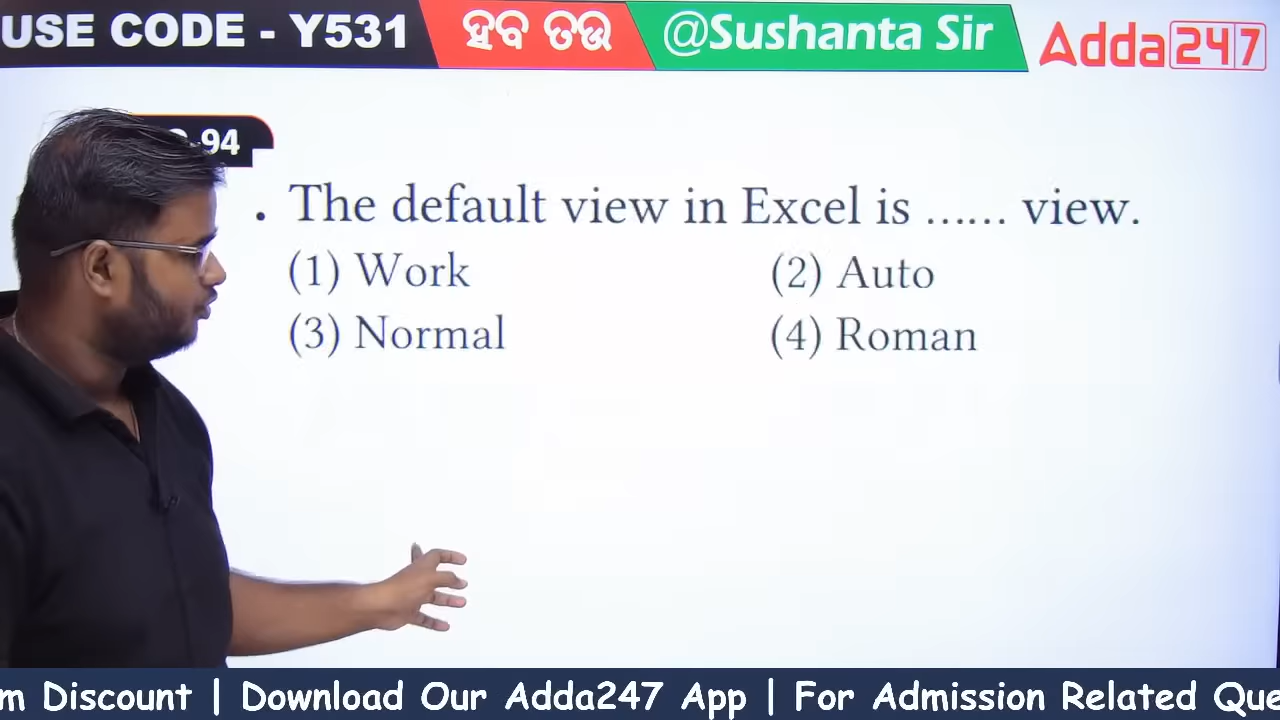 USE CODE - Y531
ହବ ତଉ
@Sushanta Sir
Adda247
-94
. The default view in Excel is ...... view.
(1) Work
(2) Auto
(3) Normal
(4) Roman
m Discount | Download Our Adda247 App | For Admission Related Que